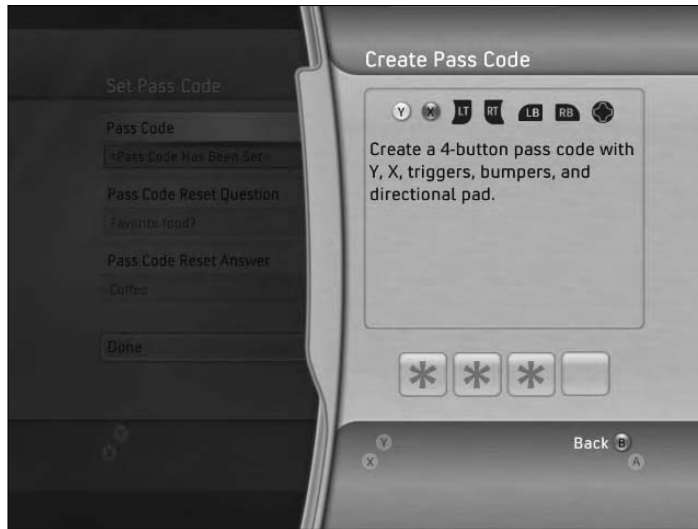 Create Pass Code
Set Pass Code
Y X LT RT LB RB
Create a 4-button pass code with
Y, X, triggers, bumpers, and
directional pad.
Pass Code
<Pass Code Has Been Set>
Pass Code Reset Question
Favorite food?
Pass Code Reset Answer
Coffee
Done
* * *
Y
X
Y
X
Back B
A